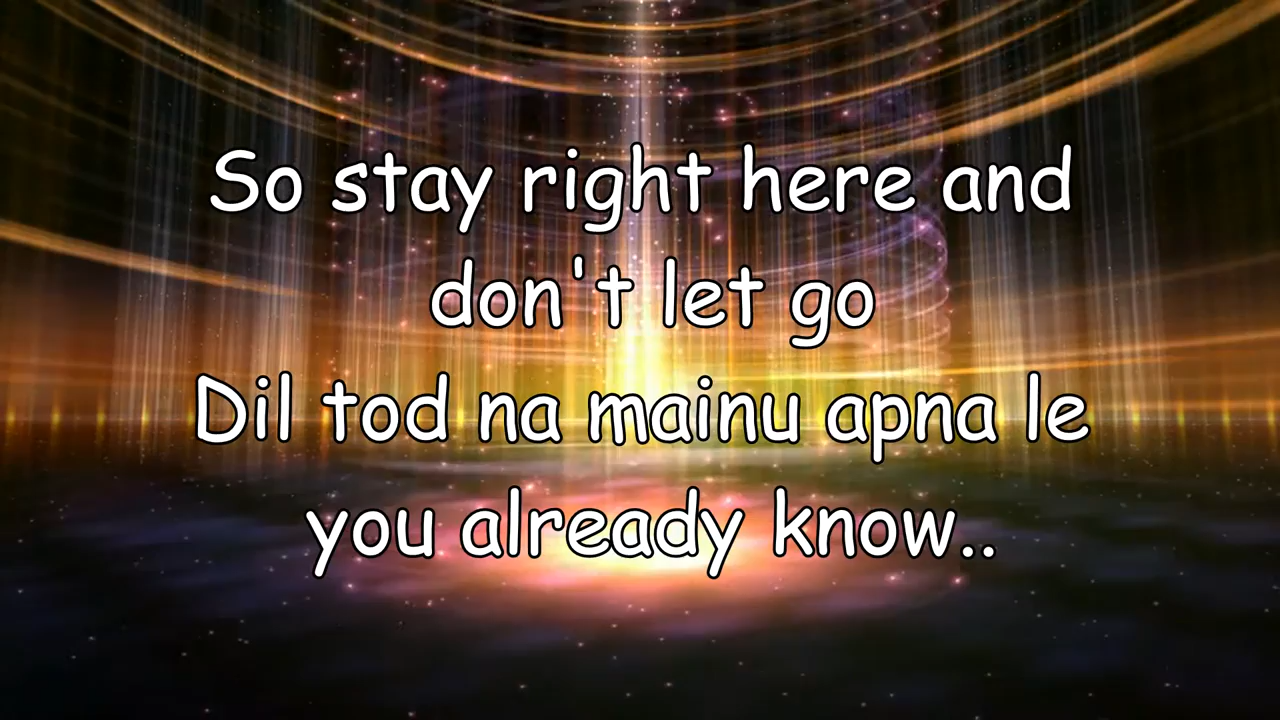 So stay right here and
don't let go
Dil tod na mainu apna le
you already know..